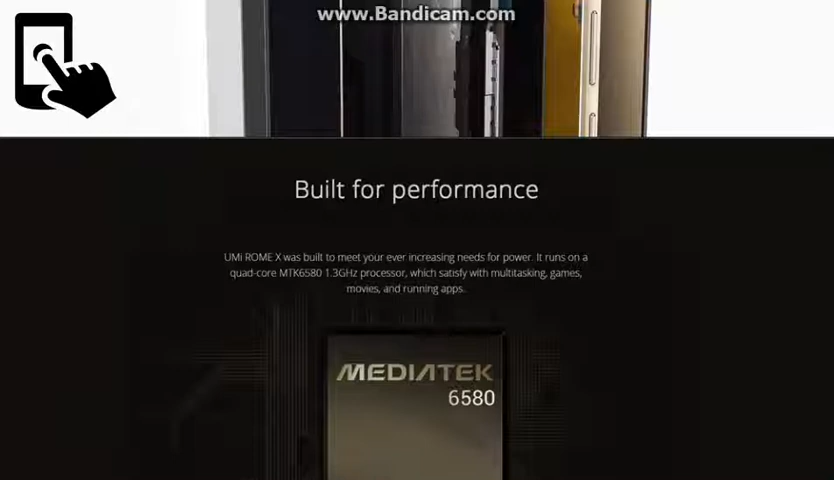 www.Bandicam.com
Built for performance
UMi ROME X was built to meet your ever increasing needs for power. It runs on a
quad-core MTK6580 1.3GHz processor, which satisfy with multitasking, games,
movies, and running apps.
MEDIATEK
6580